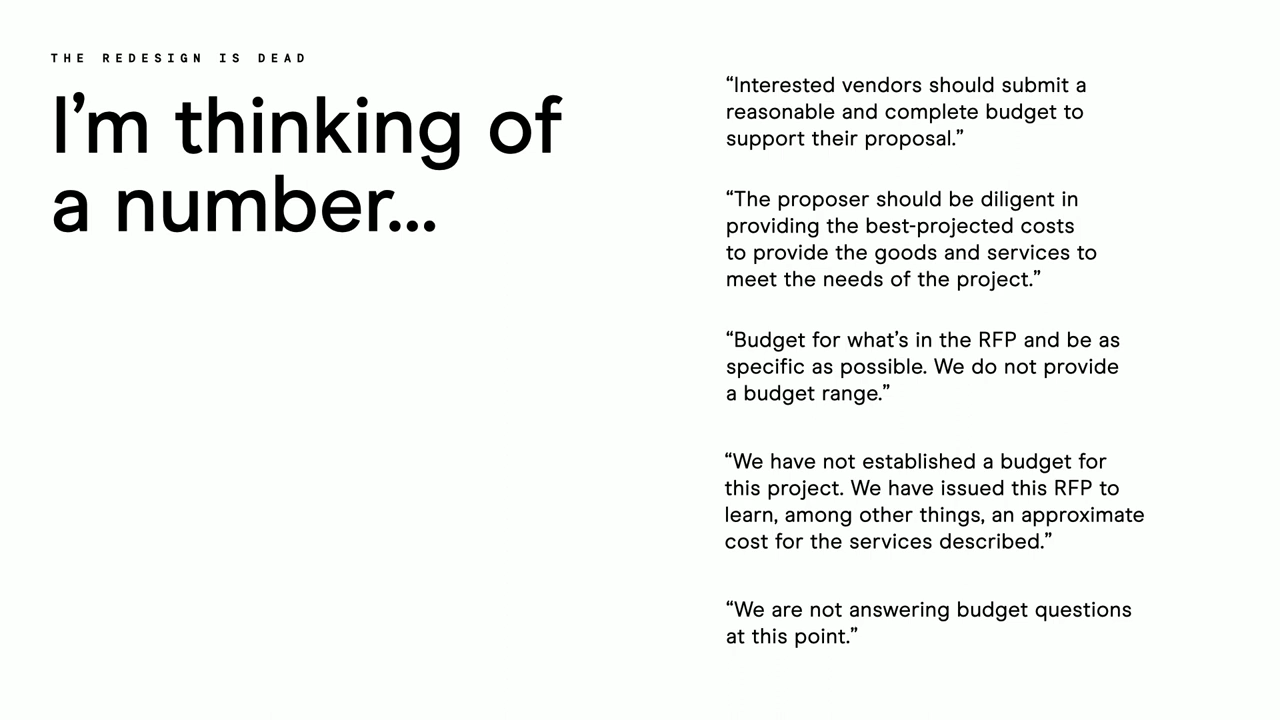 THE REDESIGN IS DEAD
I’m thinking of
a number...
“Interested vendors should submit a
reasonable and complete budget to
support their proposal.”
“The proposer should be diligent in
providing the best-projected costs
to provide the goods and services to
meet the needs of the project.”
“Budget for what’s in the RFP and be as
specific as possible. We do not provide
a budget range.”
“We have not established a budget for
this project. We have issued this RFP to
learn, among other things, an approximate
cost for the services described.”
“We are not answering budget questions
at this point.”